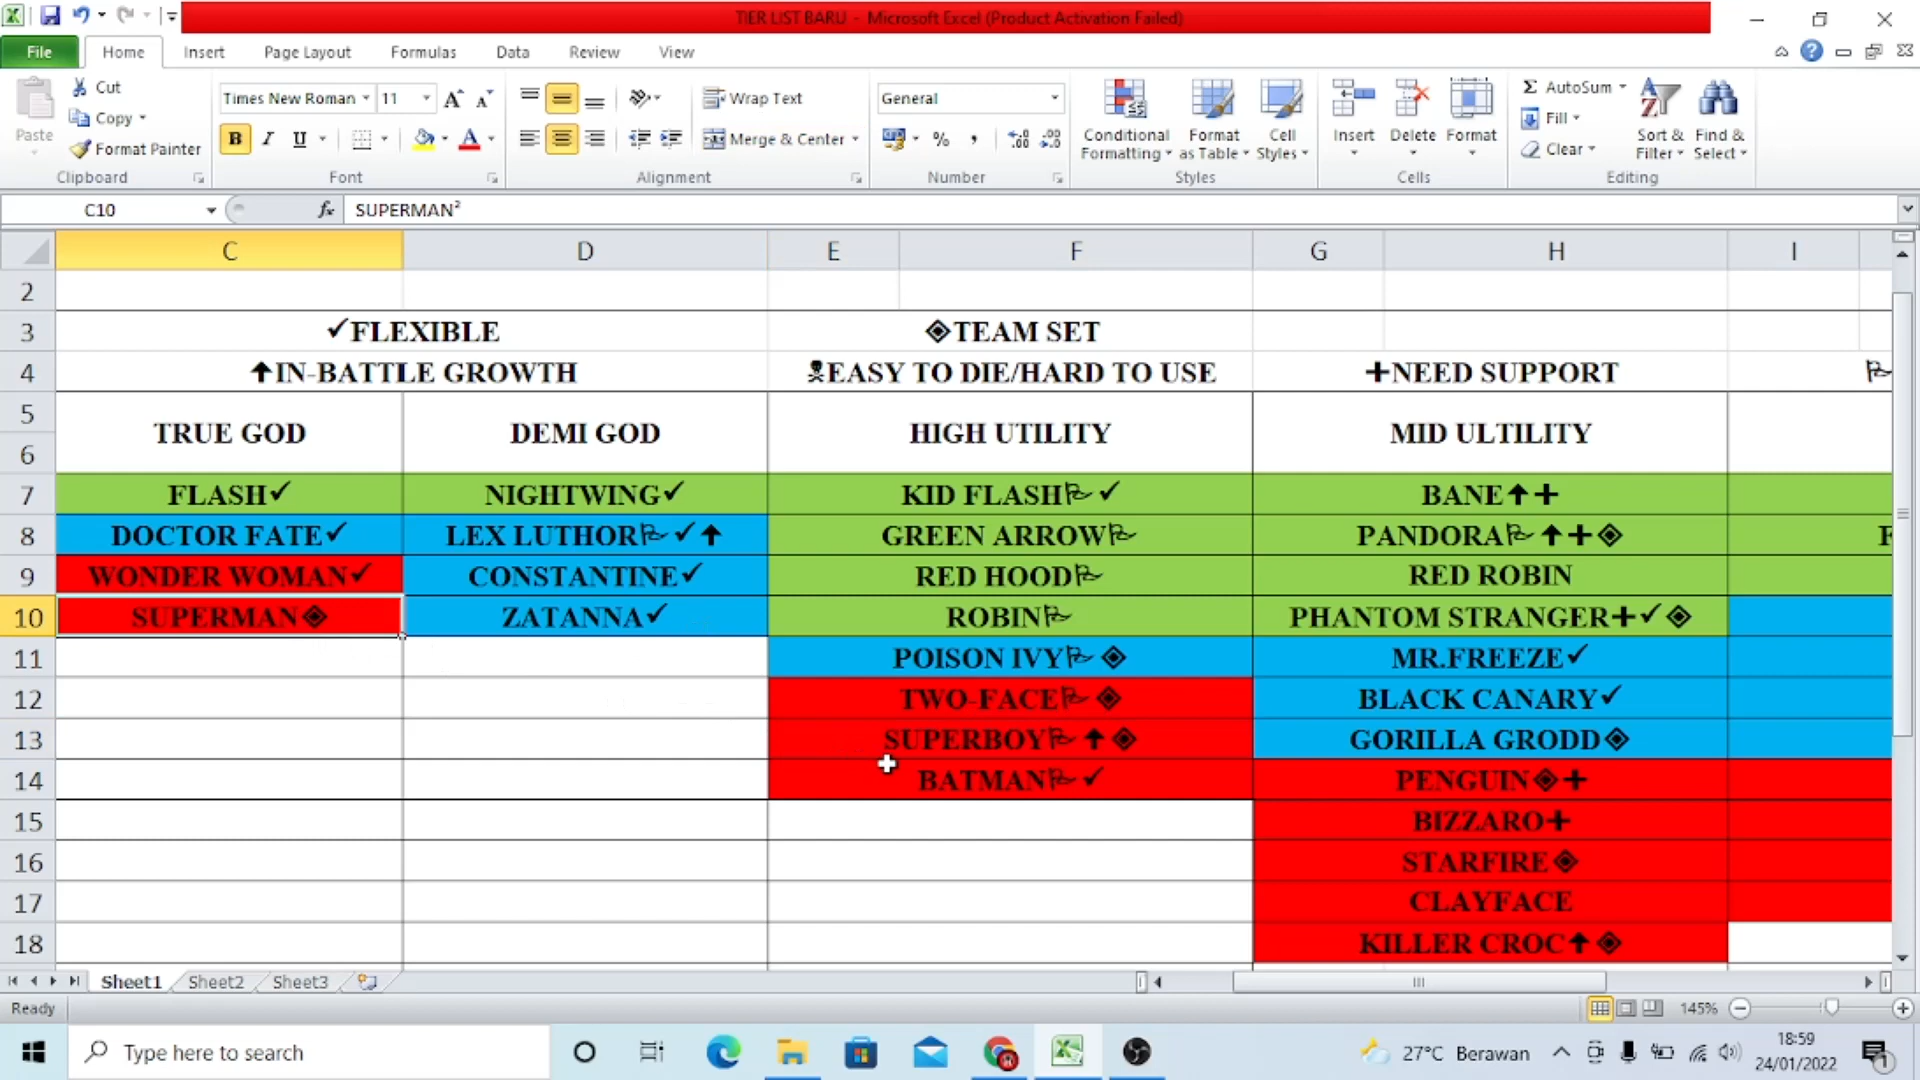 TIER LIST BARU - Microsoft Excel (Product Activation Failed)
File Home Insert Page Layout Formulas Data Review View
Paste
Cut
Copy
Format Painter
Clipboard
Times New Roman 11
B I U
Font
Wrap Text
Merge & Center
Alignment
General
% ,
Number
Conditional Formatting
Format as Table
Cell Styles
Styles
Insert Delete Format
Cells
Σ AutoSum
Fill
Clear
Sort & Filter
Find & Select
Editing
C10 fx SUPERMAN²
C D E F G H I
2
3 ✓FLEXIBLE ◈TEAM SET
4 ↑IN-BATTLE GROWTH ☠EASY TO DIE/HARD TO USE +NEED SUPPORT
5
6
TRUE GOD DEMI GOD HIGH UTILITY MID ULTILITY
7 FLASH✓ NIGHTWING✓ KID FLASH⚐✓ BANE↑+
8 DOCTOR FATE✓ LEX LUTHOR⚐✓↑ GREEN ARROW⚐ PANDORA⚐↑+◈ F
9 WONDER WOMAN✓ CONSTANTINE✓ RED HOOD⚐ RED ROBIN
10 SUPERMAN◈ ZATANNA✓ ROBIN⚐ PHANTOM STRANGER+✓◈
11 POISON IVY⚐◈ MR.FREEZE✓
12 TWO-FACE⚐◈ BLACK CANARY✓
13 SUPERBOY⚐↑◈ GORILLA GRODD◈
14 BATMAN⚐✓ PENGUIN◈+
15 BIZZARO+
16 STARFIRE◈
17 CLAYFACE
18 KILLER CROC↑◈
Sheet1 Sheet2 Sheet3
Ready 145%
Type here to search
27°C Berawan
18:59
24/01/2022
1